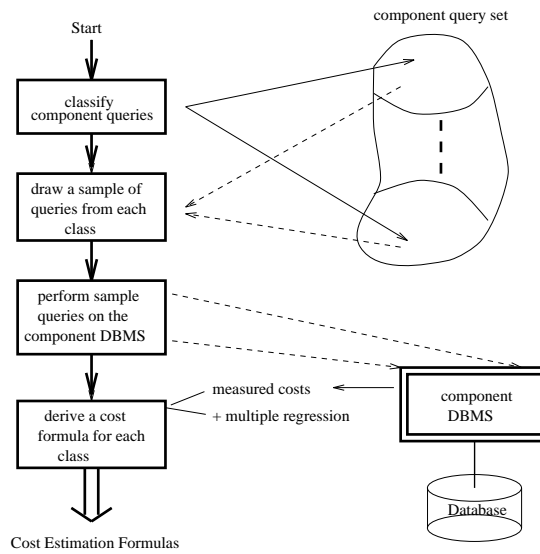 component query set
Start
classify
component queries
draw a sample of
queries from each
class
perform sample
queries on the
component DBMS
measured costs
+ multiple regression
derive a cost
formula for each
class
component
DBMS
Database
Cost Estimation Formulas